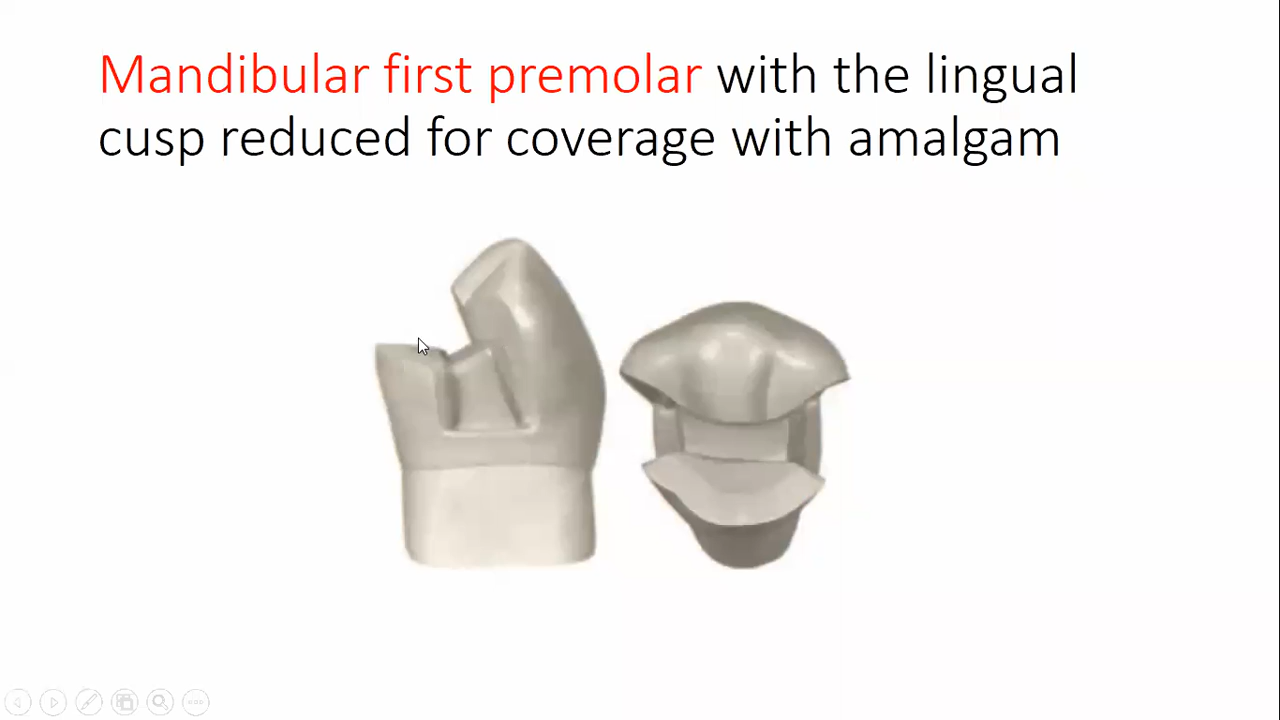 Mandibular first premolar with the lingual
cusp reduced for coverage with amalgam